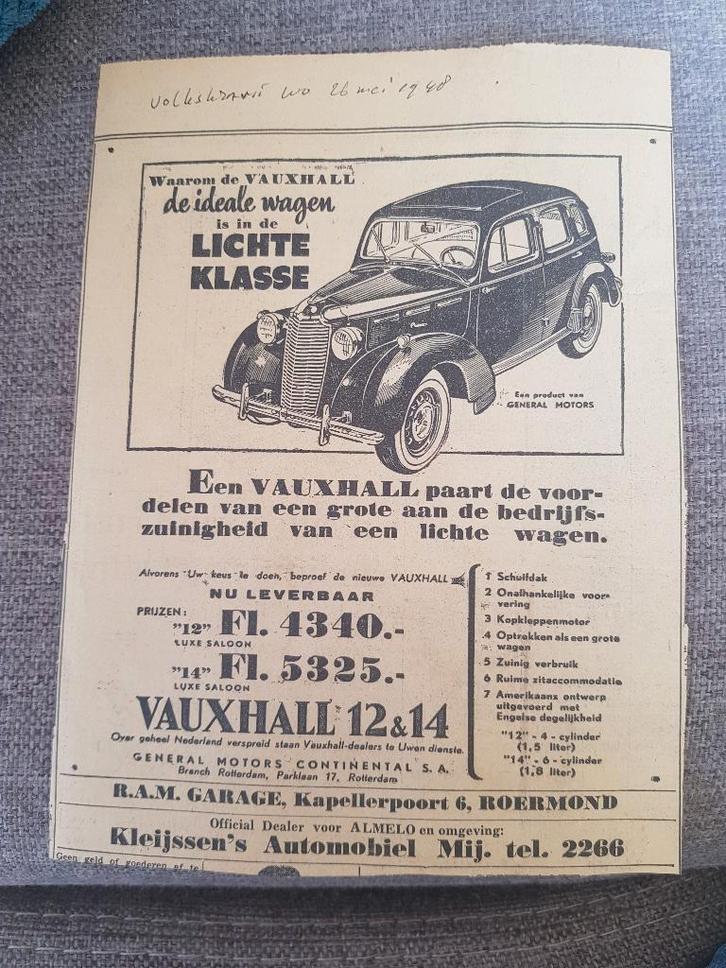 Volkskrant wo 26 mei 1948
Waarom de VAUXHALL
de ideale wagen
is in de
LICHTE
KLASSE
Een product van
GENERAL MOTORS
Een VAUXHALL paart de voor-
delen van een grote aan de bedrijfs-
zuinigheid van een lichte wagen.
Alvorens Uw keus te doen, beproef de nieuwe VAUXHALL
NU LEVERBAAR
PRIJZEN:
"12" Fl. 4340.-
LUXE SALOON
"14" Fl. 5325.-
LUXE SALOON
VAUXHALL 12&14
Over geheel Nederland verspreid staan Vauxhall-dealers te Uwen dienste.
GENERAL MOTORS CONTINENTAL S.A.
Branch Rotterdam, Parklaan 17, Rotterdam
1 Schuifdak
2 Onafhankelijke voor-
vering
3 Kopkleppenmotor
4 Optrekken als een grote
wagen
5 Zuinig verbruik
6 Ruime zitaccommodatie
7 Amerikaans ontwerp
uitgevoerd met
Engelse degelijkheid
"12" - 4 - cylinder
(1,5 liter)
"14" - 6 - cylinder
(1,8 liter)
R.A.M. GARAGE, Kapellerpoort 6, ROERMOND
Official Dealer voor ALMELO en omgeving:
Kleijssen's Automobiel Mij. tel. 2266
Geen geld of goederen af te